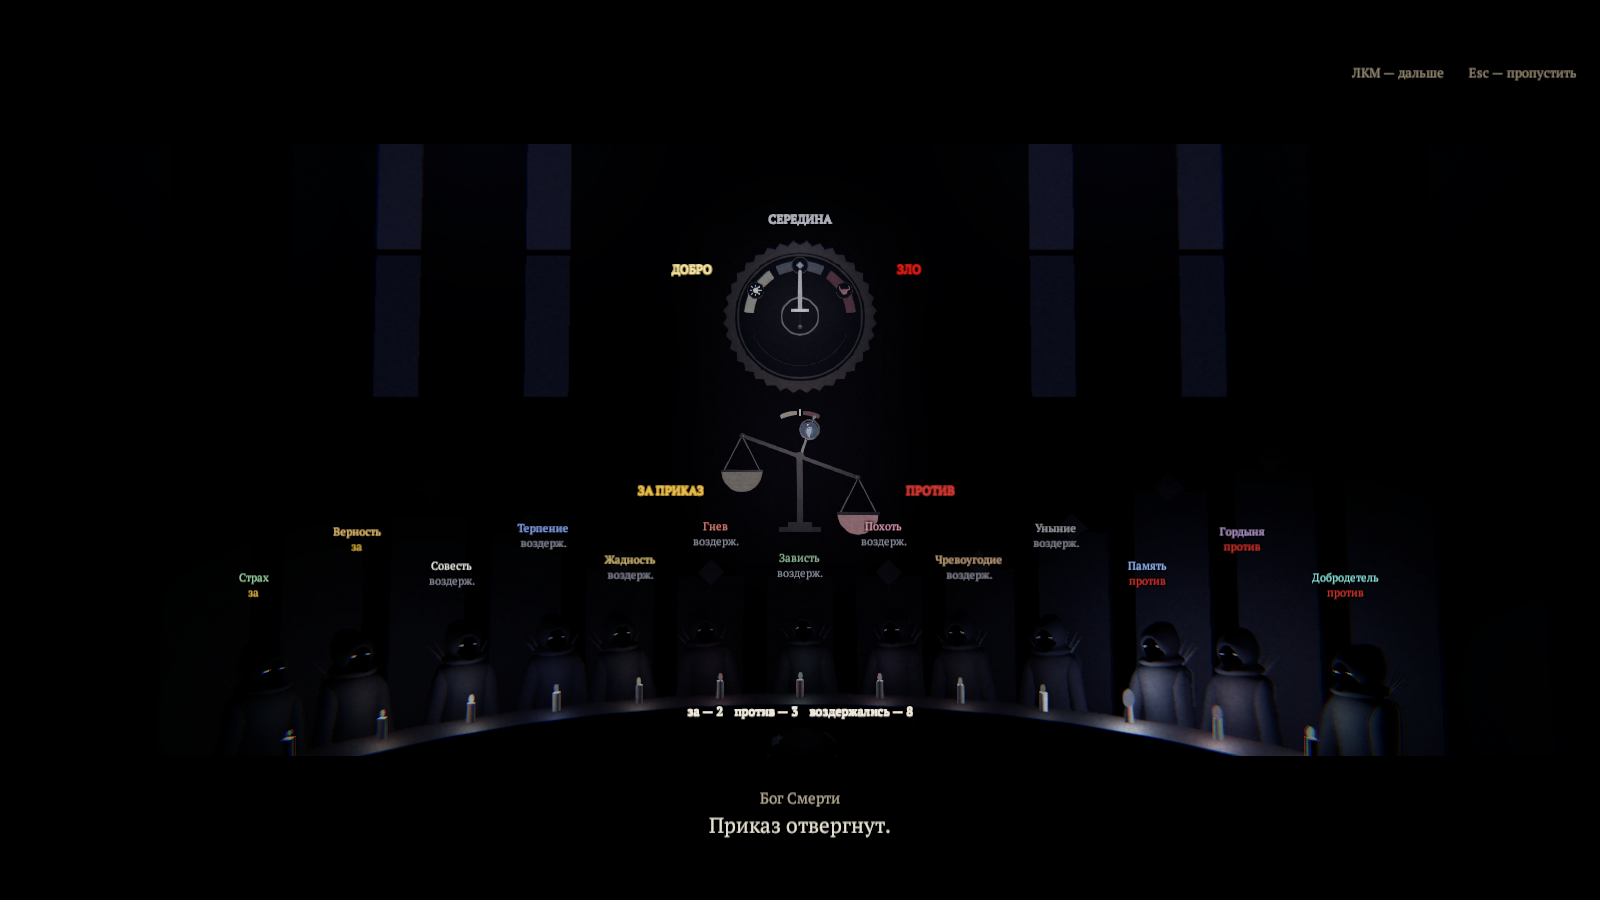 ЛКМ — дальше Esc — пропустить
СЕРЕДИНА
ДОБРО
ЗЛО
ЗА ПРИКАЗ
ПРОТИВ
Страх
за
Верность
за
Совесть
воздерж.
Терпение
воздерж.
Жадность
воздерж.
Гнев
воздерж.
Зависть
воздерж.
Похоть
воздерж.
Чревоугодие
воздерж.
Уныние
воздерж.
Память
против
Гордыня
против
Добродетель
против
за — 2 против — 3 воздержались — 8
Бог Смерти
Приказ отвергнут.